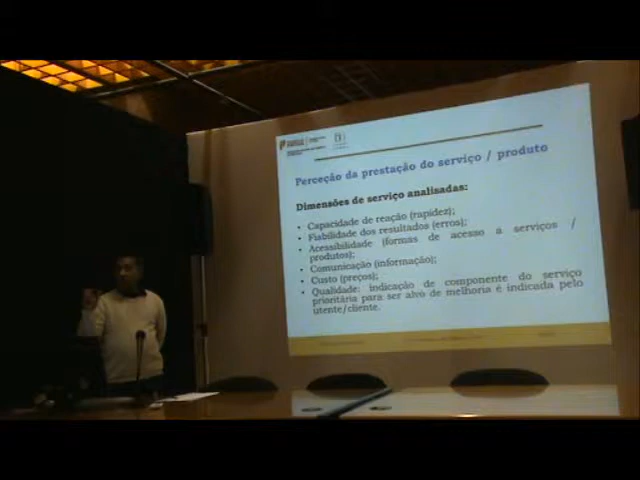 Perceção da prestação do serviço / produto
Dimensões de serviço analisadas:
• Capacidade de reação (rapidez);
• Fiabilidade dos resultados (erros);
• Acessibilidade (formas de acesso a serviços /
produtos);
• Comunicação (informação);
• Custo (preços);
• Qualidade: indicação de componente do serviço
prioritária para ser alvo de melhoria é indicada pelo
utente/cliente.